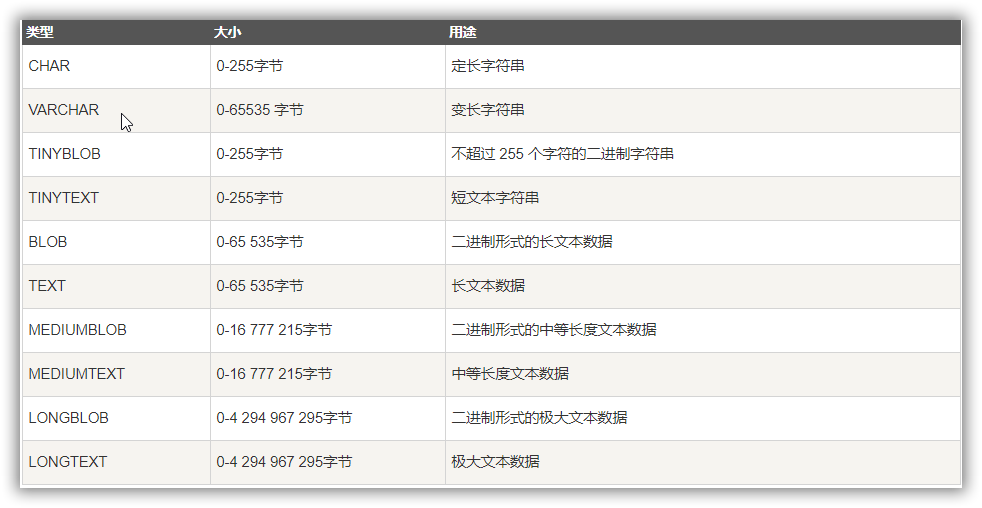 类型 大小 用途
CHAR 0-255字节 定长字符串
VARCHAR 0-65535 字节 变长字符串
TINYBLOB 0-255字节 不超过 255 个字符的二进制字符串
TINYTEXT 0-255字节 短文本字符串
BLOB 0-65 535字节 二进制形式的长文本数据
TEXT 0-65 535字节 长文本数据
MEDIUMBLOB 0-16 777 215字节 二进制形式的中等长度文本数据
MEDIUMTEXT 0-16 777 215字节 中等长度文本数据
LONGBLOB 0-4 294 967 295字节 二进制形式的极大文本数据
LONGTEXT 0-4 294 967 295字节 极大文本数据